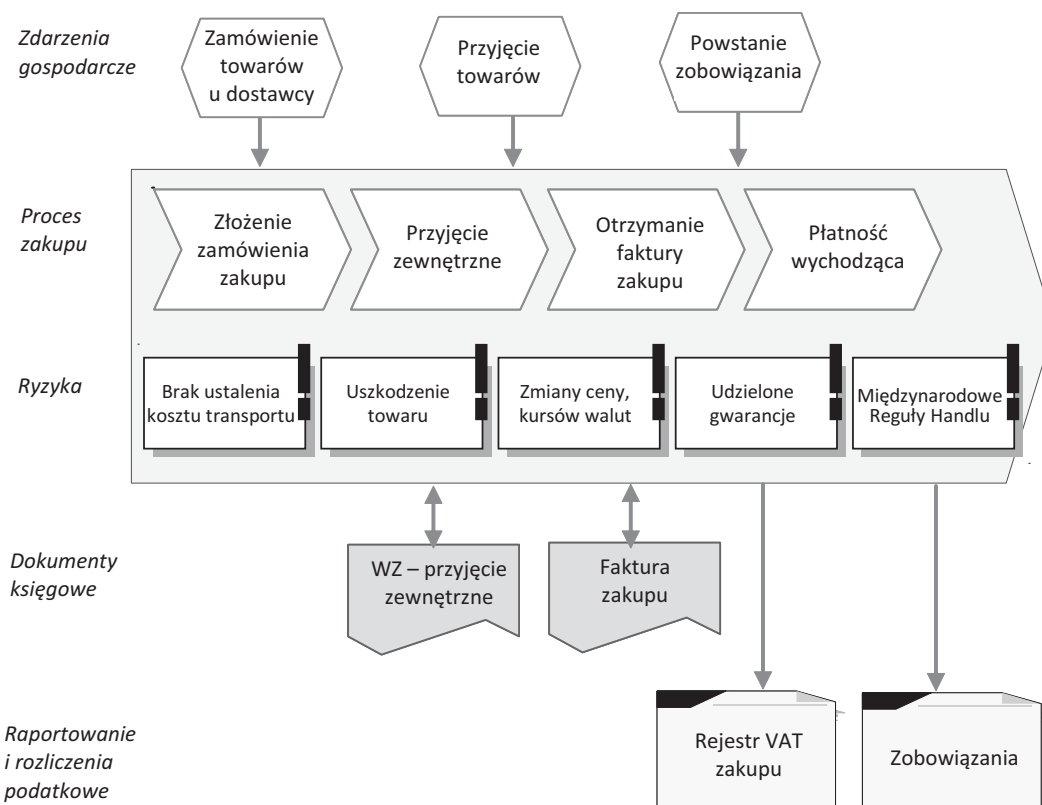 Zdarzenia
gospodarcze
Zamówienie
towarów
u dostawcy
Przyjęcie
towarów
Powstanie
zobowiązania
Proces
zakupu
Złożenie
zamówienia
zakupu
Przyjęcie
zewnętrzne
Otrzymanie
faktury
zakupu
Płatność
wychodząca
Ryzyka
Brak ustalenia
kosztu transportu
Uszkodzenie
towaru
Zmiany ceny,
kursów walut
Udzielone
gwarancje
Międzynarodowe
Reguły Handlu
Dokumenty
księgowe
WZ – przyjęcie
zewnętrzne
Faktura
zakupu
Raportowanie
i rozliczenia
podatkowe
Rejestr VAT
zakupu
Zobowiązania